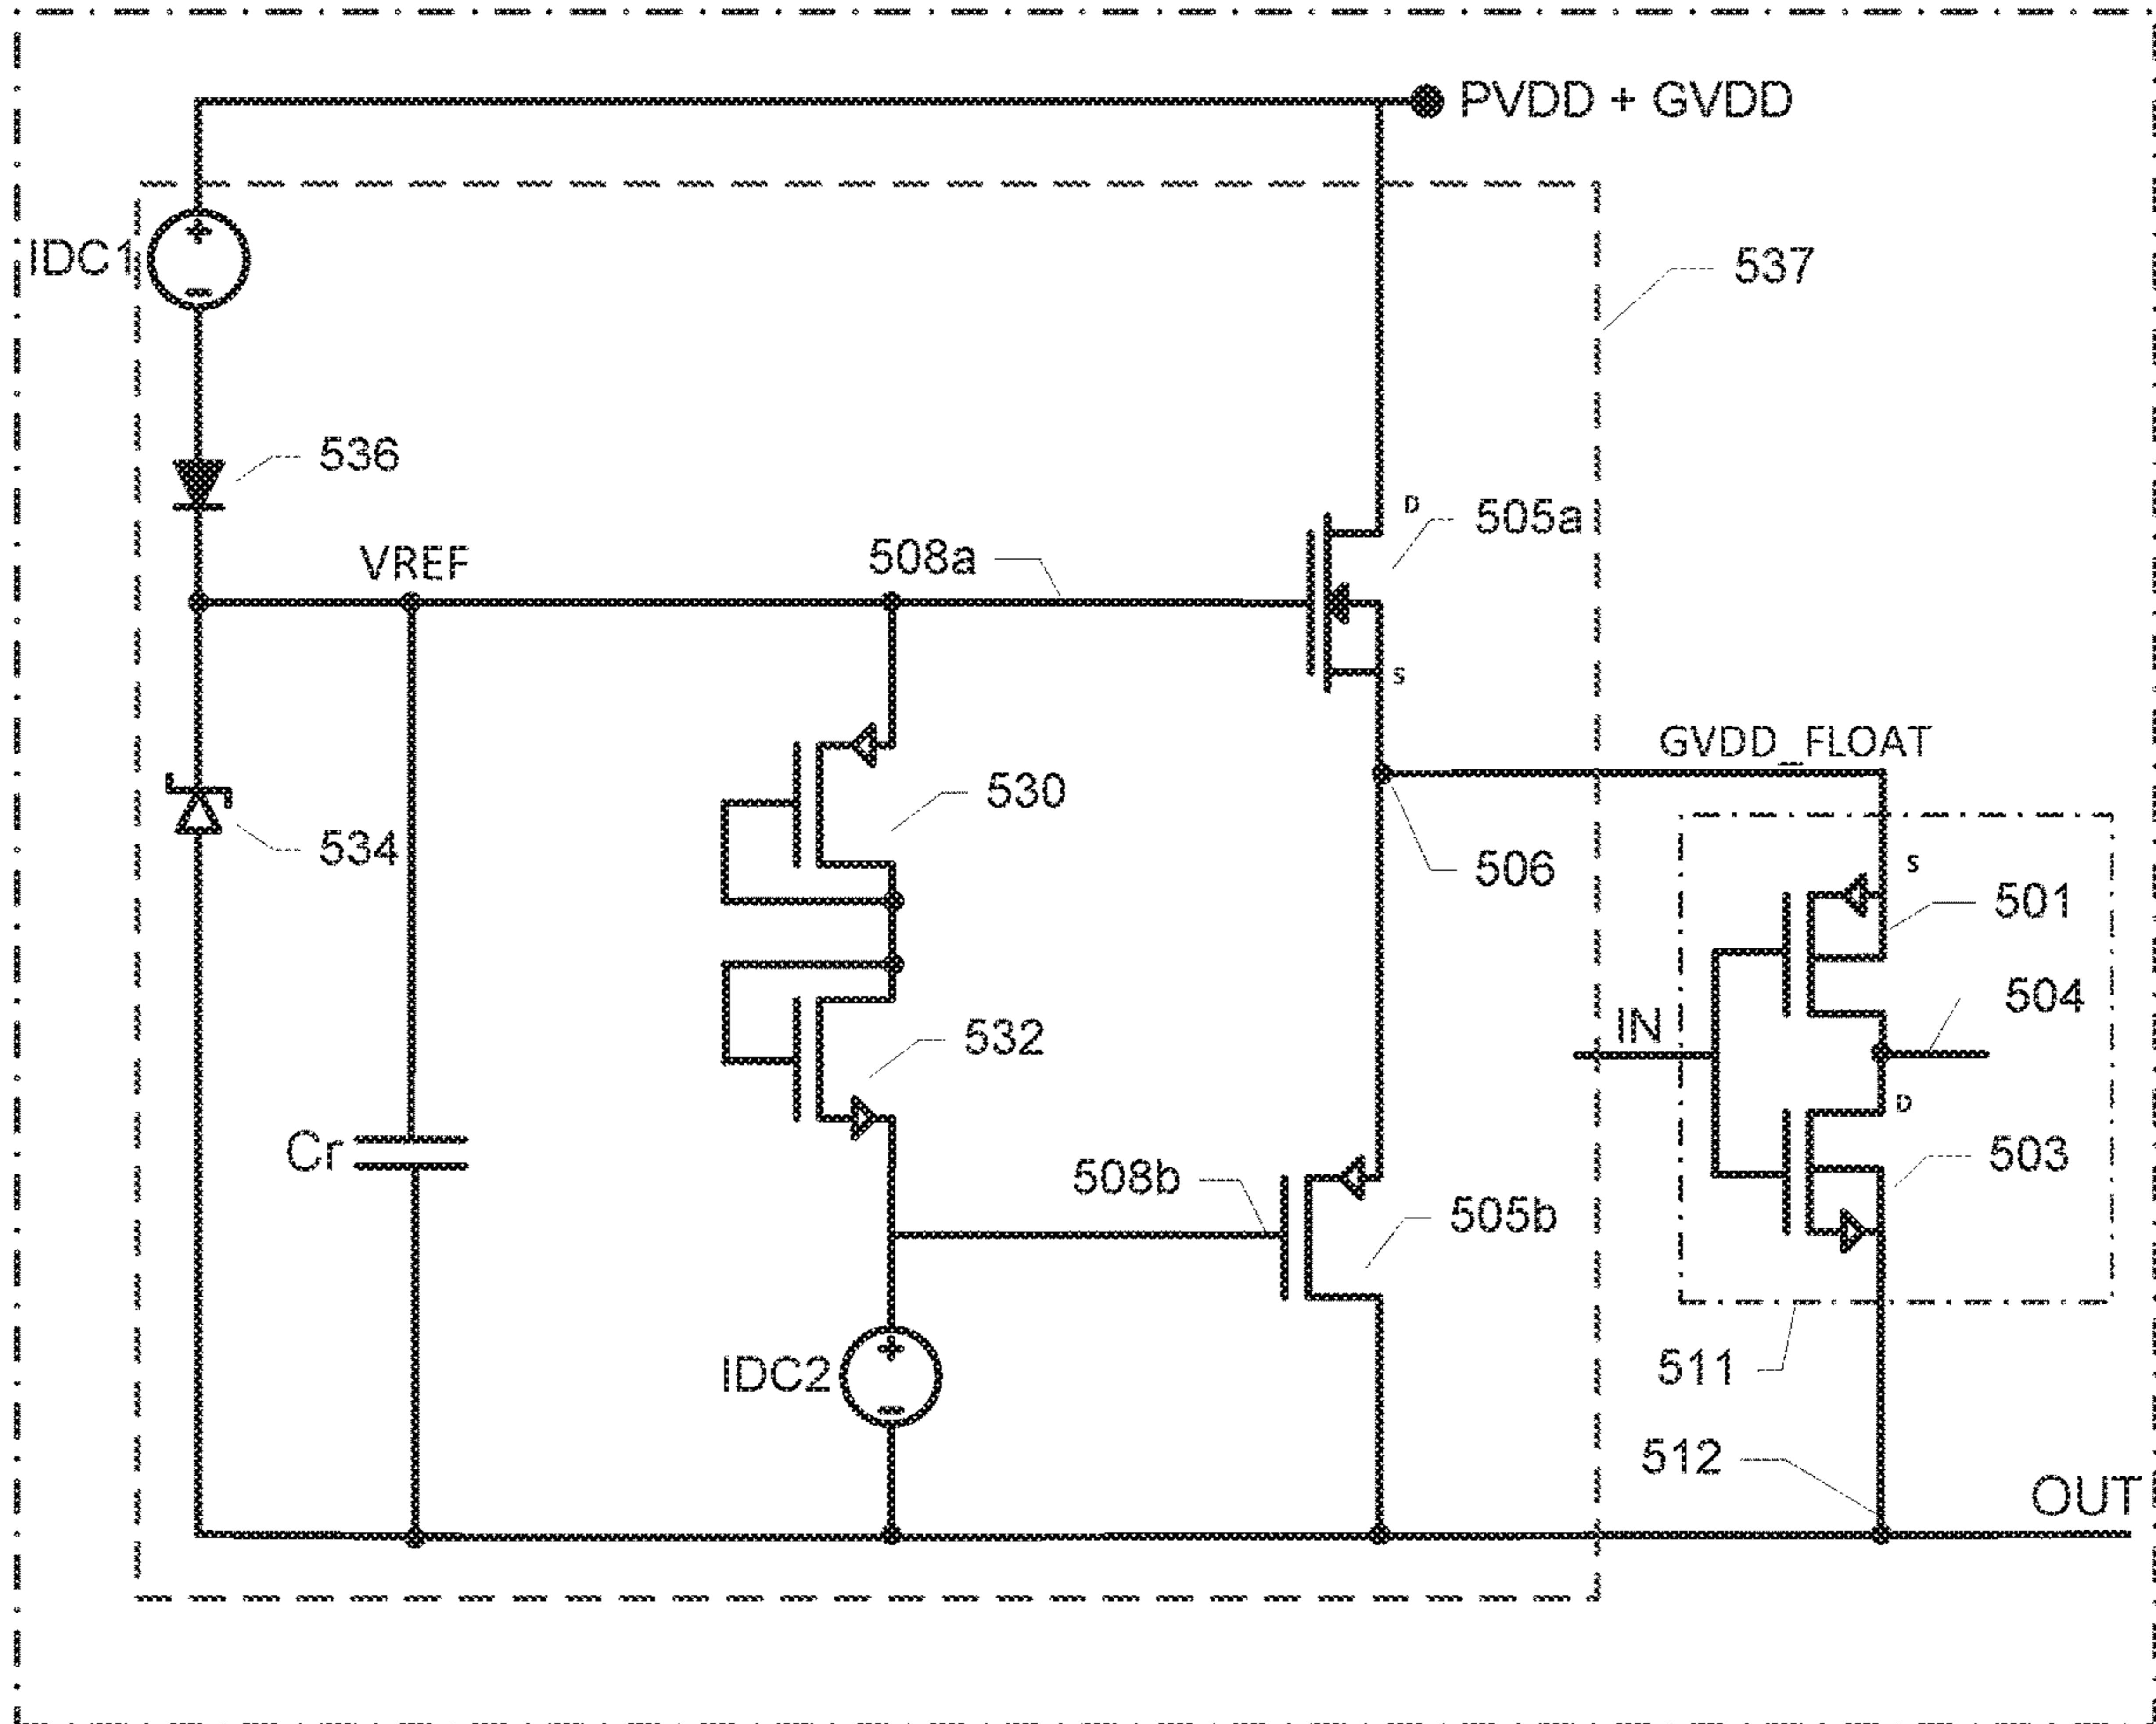 PVDD + GVDD
IDC1
+
-
537
536
D
505a
VREF
508a
S
GVDD_FLOAT
530
534
506
S
501
504
IN
532
D
Cr
503
508b
505b
IDC2
+
-
511
512
OUT